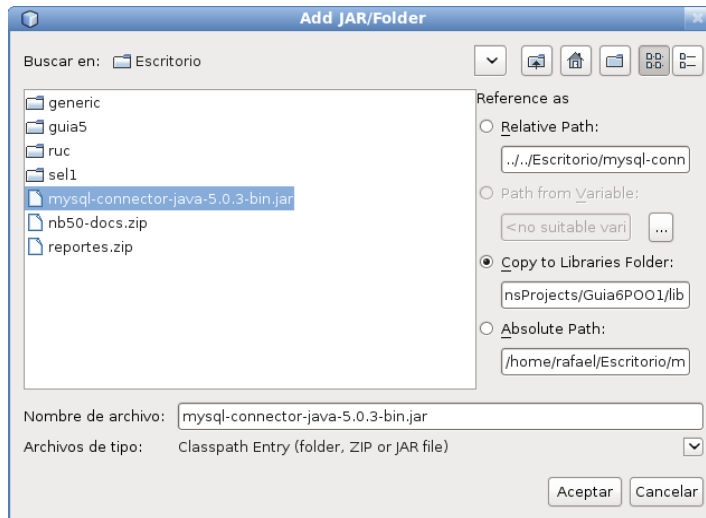 Add JAR/Folder
Buscar en: Escritorio
generic
guia5
ruc
sel1
mysql-connector-java-5.0.3-bin.jar
nb50-docs.zip
reportes.zip
Reference as
Relative Path:
../../Escritorio/mysql-conn
Path from Variable:
<no suitable vari ...
Copy to Libraries Folder:
nsProjects/Guia6POO1/lib
Absolute Path:
/home/rafael/Escritorio/m
Nombre de archivo: mysql-connector-java-5.0.3-bin.jar
Archivos de tipo: Classpath Entry (folder, ZIP or JAR file)
Aceptar Cancelar